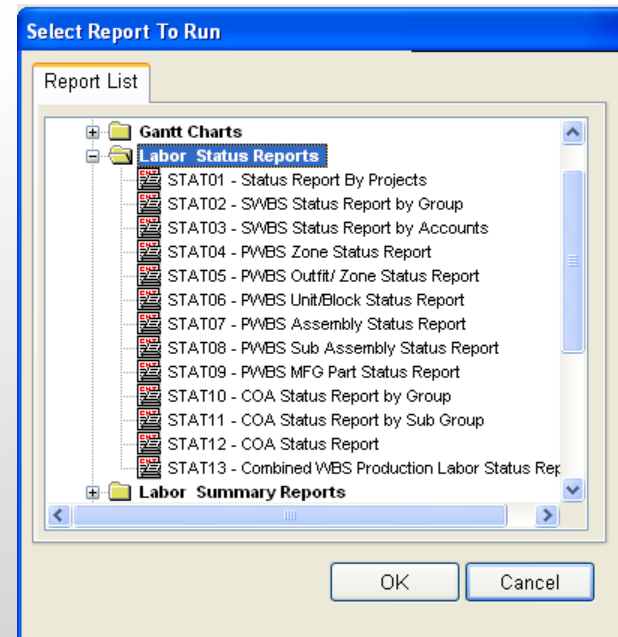 Select Report To Run
Report List
Gantt Charts
Labor Status Reports
STAT01 - Status Report By Projects
STAT02 - SWBS Status Report by Group
STAT03 - SWBS Status Report by Accounts
STAT04 - PWBS Zone Status Report
STAT05 - PWBS Outfit/ Zone Status Report
STAT06 - PWBS Unit/Block Status Report
STAT07 - PWBS Assembly Status Report
STAT08 - PWBS Sub Assembly Status Report
STAT09 - PWBS MFG Part Status Report
STAT10 - COA Status Report by Group
STAT11 - COA Status Report by Sub Group
STAT12 - COA Status Report
STAT13 - Combined WBS Production Labor Status Rep
Labor Summary Reports
OK Cancel